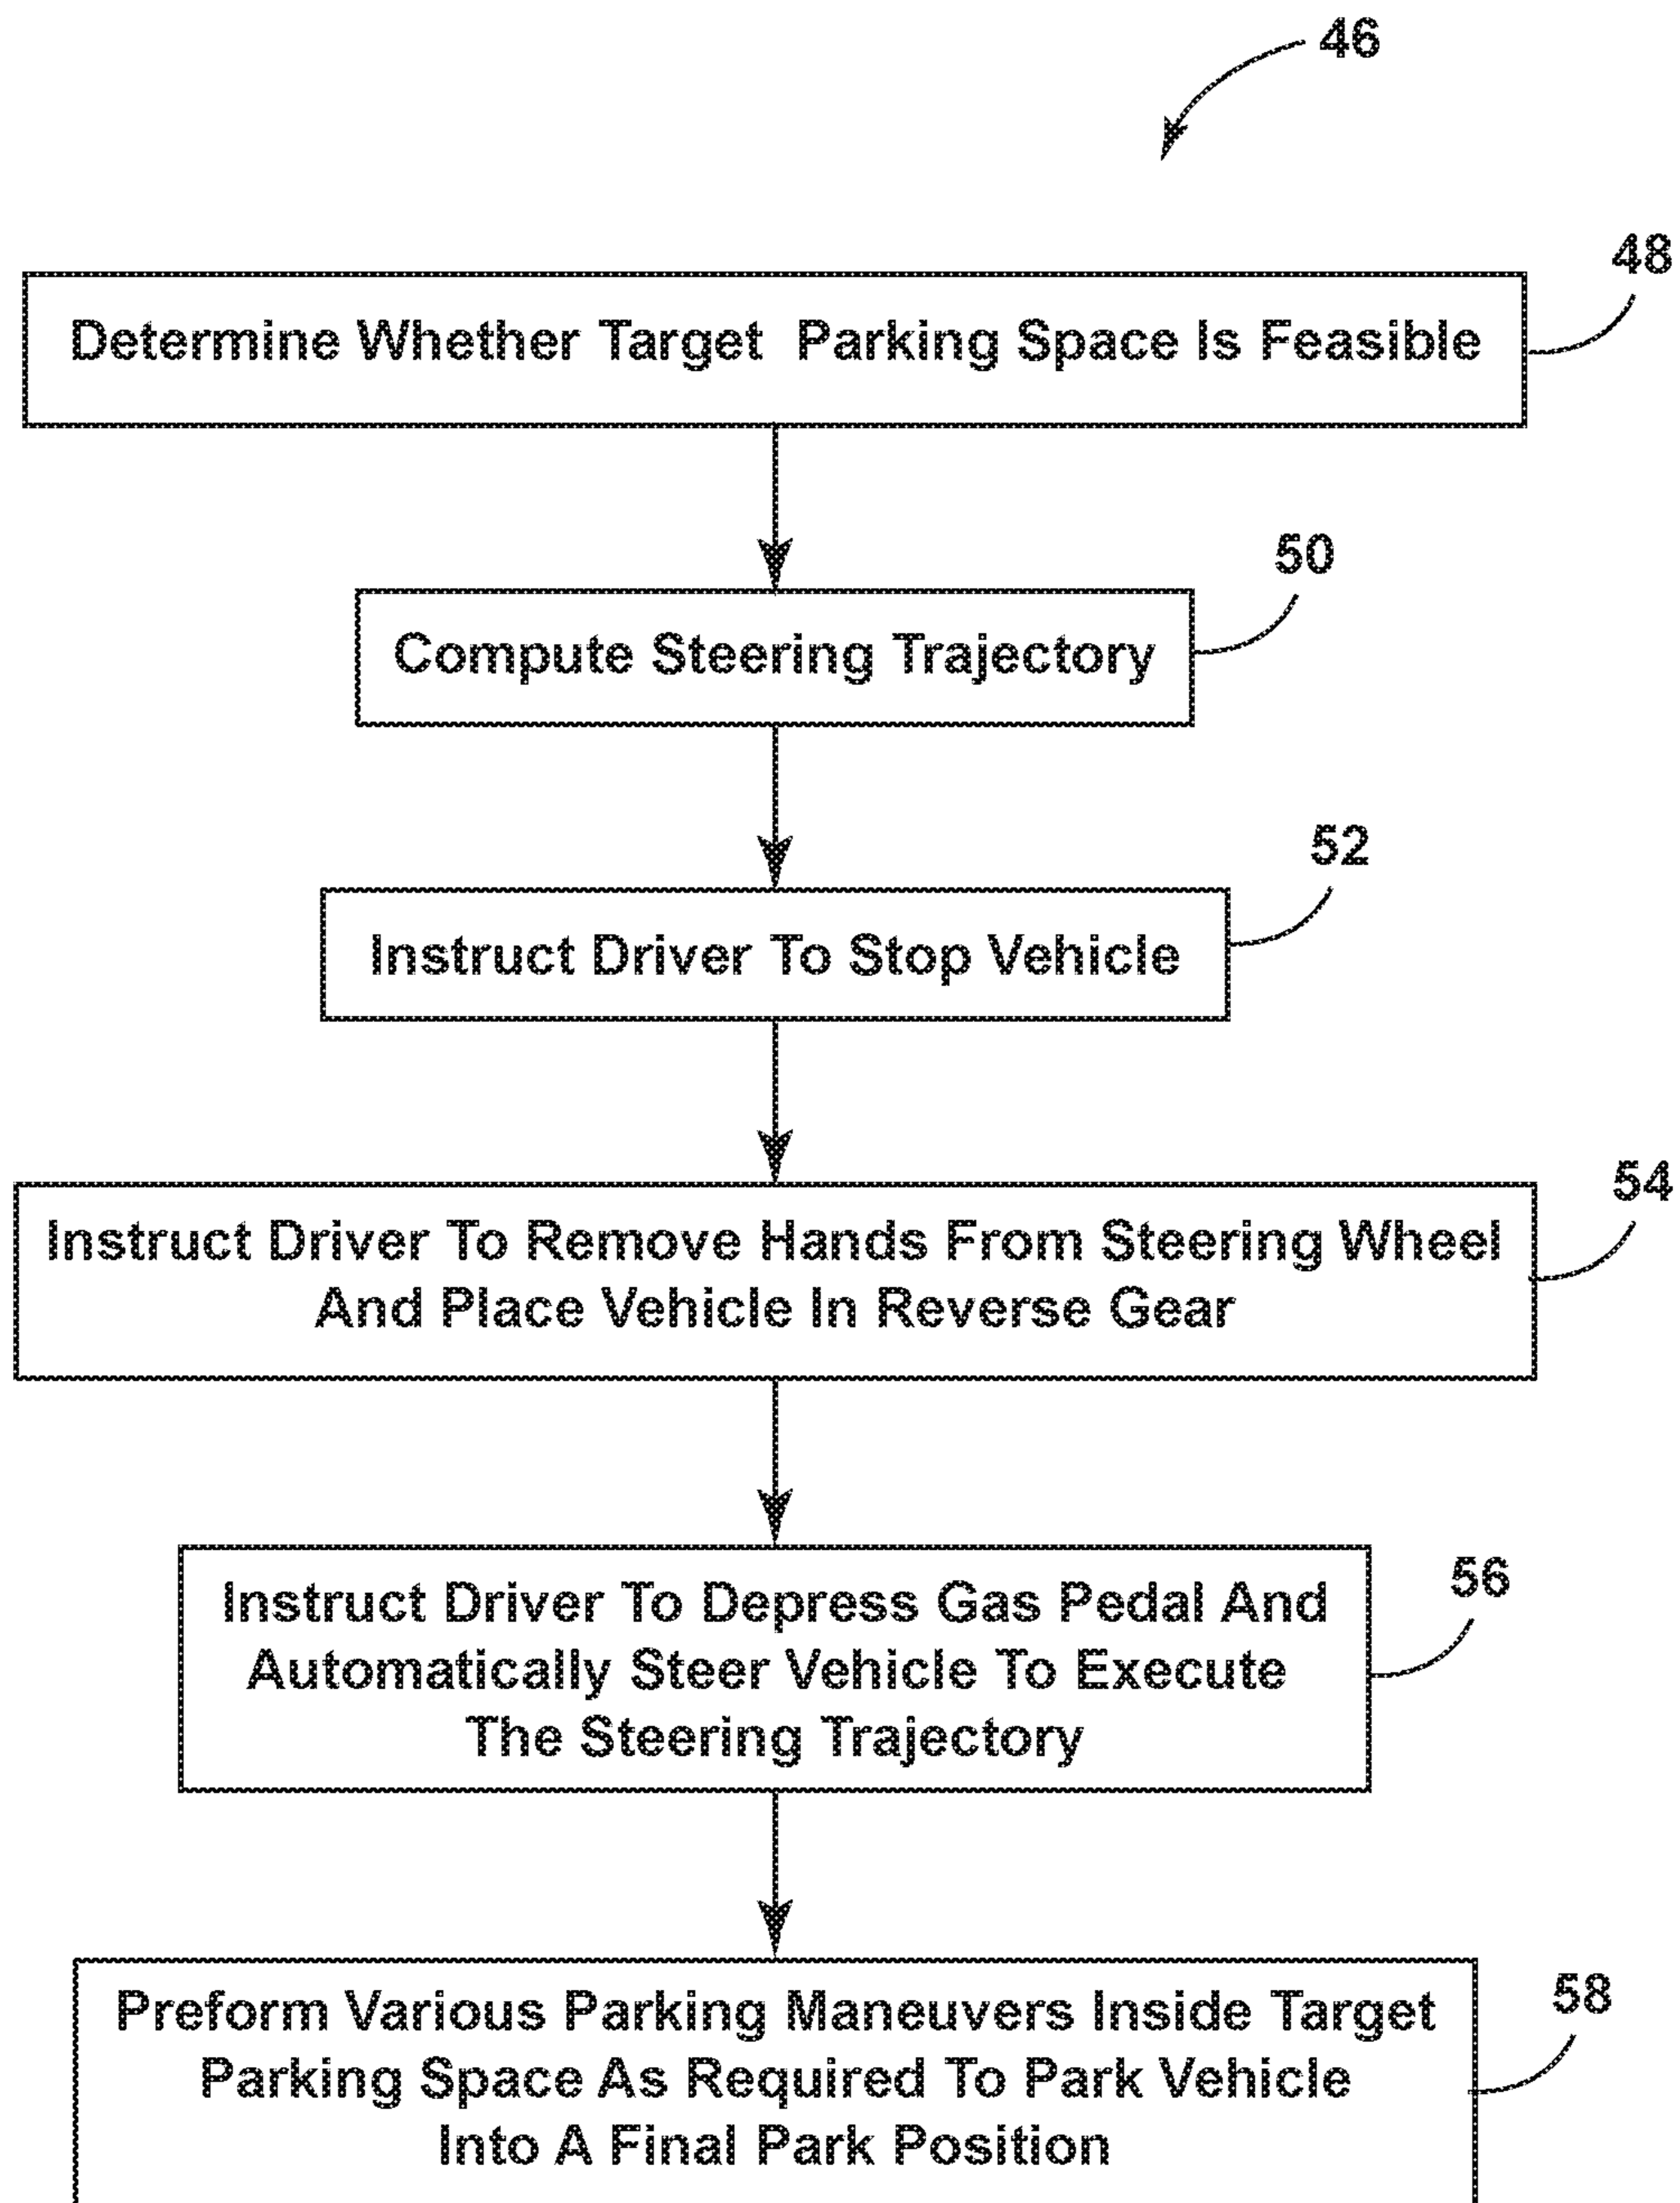 46
48
Determine Whether Target Parking Space Is Feasible
50
Compute Steering Trajectory
52
Instruct Driver To Stop Vehicle
54
Instruct Driver To Remove Hands From Steering Wheel
And Place Vehicle In Reverse Gear
56
Instruct Driver To Depress Gas Pedal And
Automatically Steer Vehicle To Execute
The Steering Trajectory
58
Preform Various Parking Maneuvers Inside Target
Parking Space As Required To Park Vehicle
Into A Final Park Position